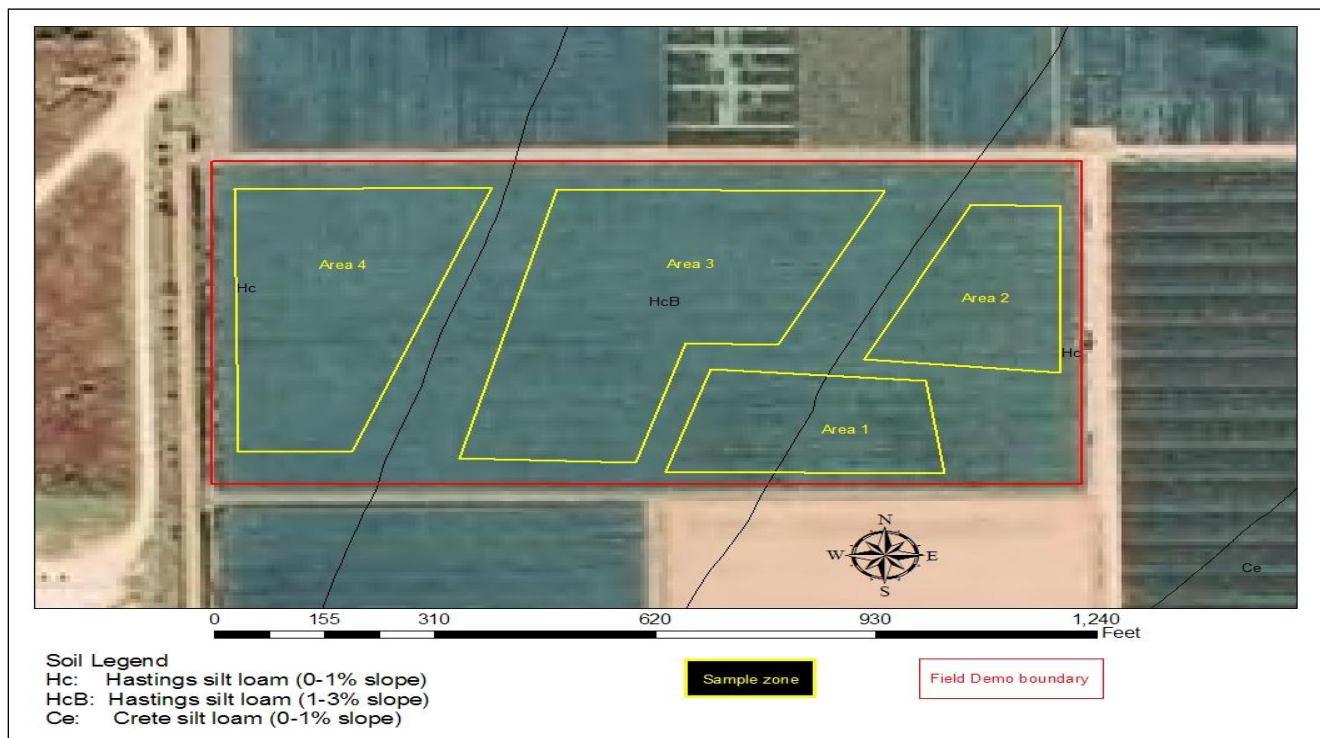 Area 4
Area 3
Area 2
Hc
HcB
Hc
Area 1
N
W E
S
Ce
0 155 310 620 930 1,240
Feet
Soil Legend
Hc: Hastings silt loam (0-1% slope)
HcB: Hastings silt loam (1-3% slope)
Ce: Crete silt loam (0-1% slope)
Sample zone
Field Demo boundary